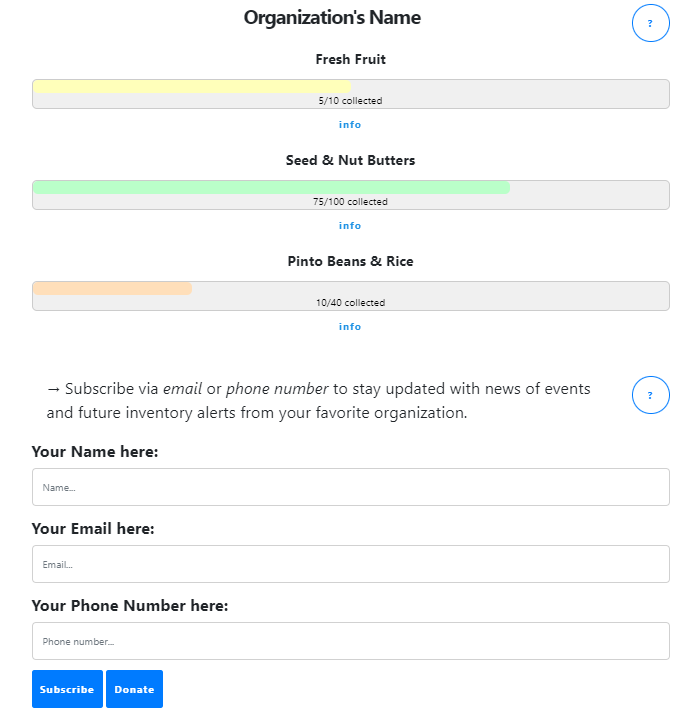 Organization's Name
?
Fresh Fruit
5/10 collected
info
Seed & Nut Butters
75/100 collected
info
Pinto Beans & Rice
10/40 collected
info
→ Subscribe via email or phone number to stay updated with news of events
and future inventory alerts from your favorite organization.
?
Your Name here:
Name...
Your Email here:
Email...
Your Phone Number here:
Phone number...
Subscribe Donate